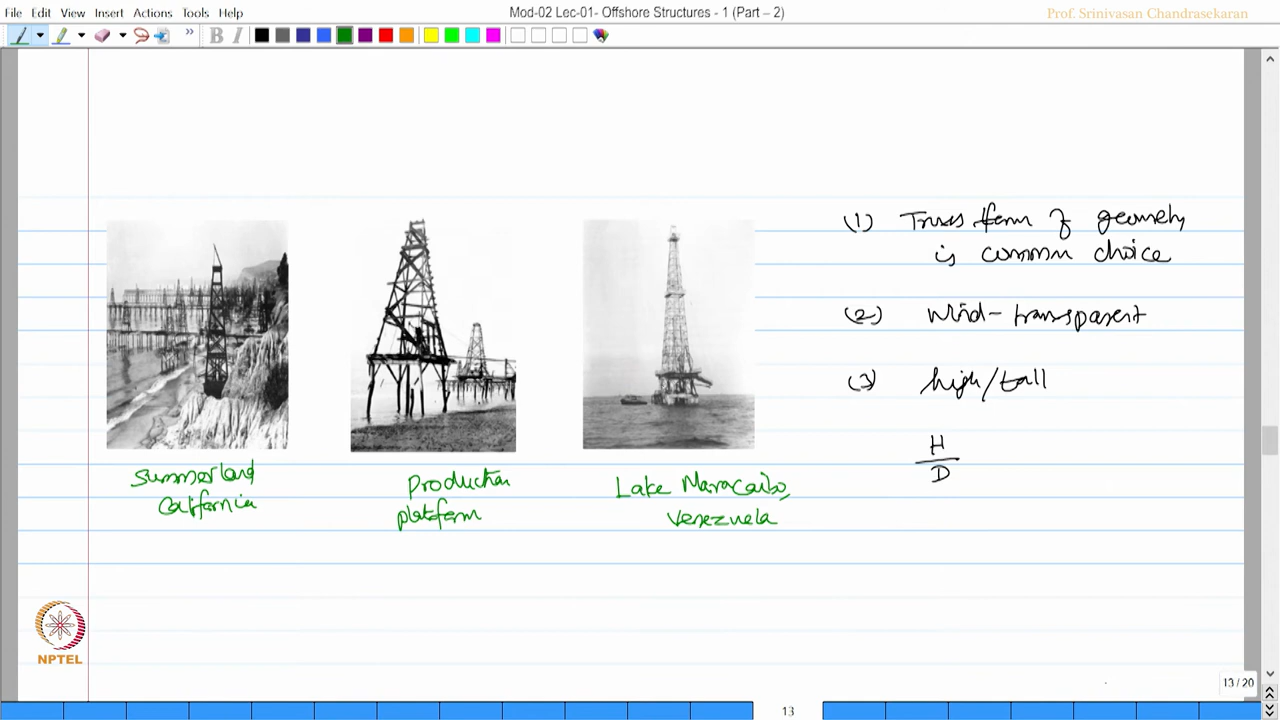 File Edit View Insert Actions Tools Help
Mod-02 Lec-01- Offshore Structures - 1 (Part – 2)
Prof. Srinivasan Chandrasekaran
B I
(1) Truss form of geometry
is common choice
(2) Wind-transparent
(3) high/tall
H
D
Summerland
California
Production
platform
Lake Maracaibo,
Venezuela
NPTEL
13 / 20
13